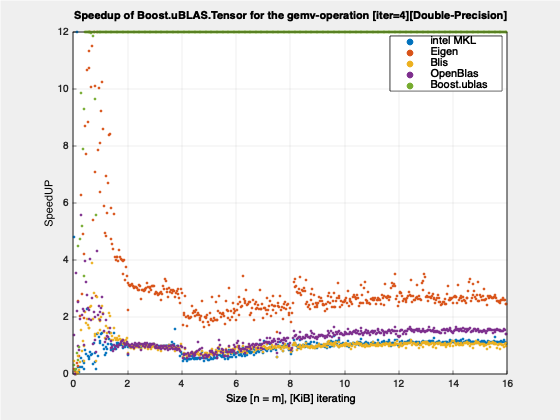 Speedup of Boost.uBLAS.Tensor for the gemv-operation [iter=4][Double-Precision]
12
10
8
6
4
2
0
SpeedUP
intel MKL
Eigen
Blis
OpenBlas
Boost.ublas
0 2 4 6 8 10 12 14 16
Size [n = m], [KiB] iterating